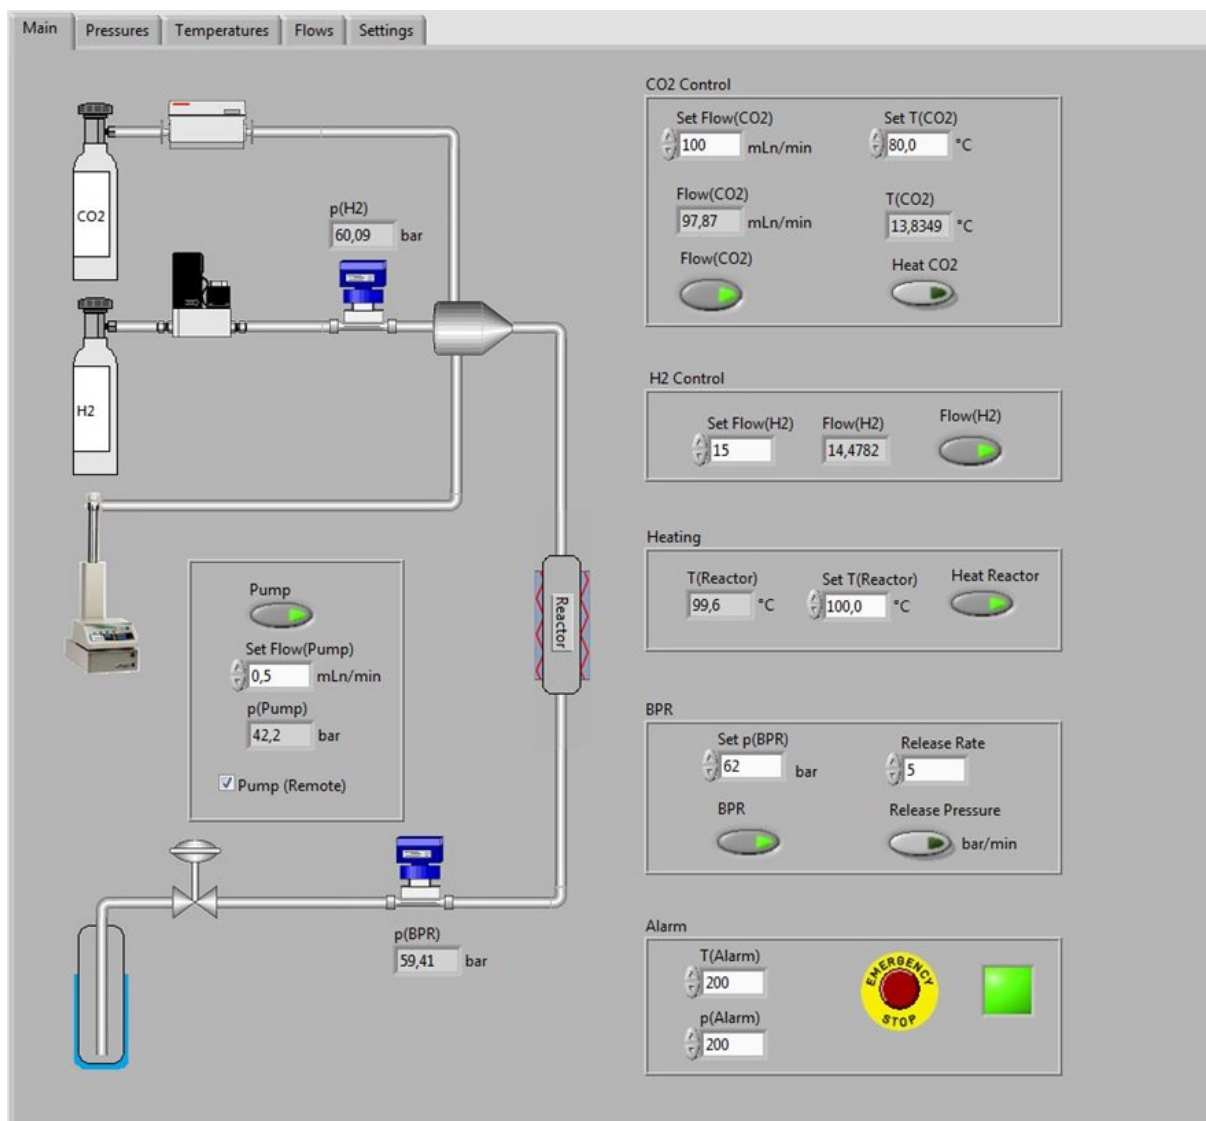 Main Pressures Temperatures Flows Settings
CO2
p(H2)
60,09 bar
H2
Pump
Set Flow(Pump)
0,5 mLn/min
p(Pump)
42,2 bar
Pump (Remote)
Reactor
p(BPR)
59,41 bar
CO2 Control
Set Flow(CO2) Set T(CO2)
100 mLn/min 80,0 °C
Flow(CO2) T(CO2)
97,87 mLn/min 13,8349 °C
Flow(CO2) Heat CO2
H2 Control
Set Flow(H2) Flow(H2) Flow(H2)
15 14,4782
Heating
T(Reactor) Set T(Reactor) Heat Reactor
99,6 °C 100,0 °C
BPR
Set p(BPR) Release Rate
62 bar 5
BPR Release Pressure
bar/min
Alarm
T(Alarm)
200
p(Alarm)
200
EMERGENCY
STOP